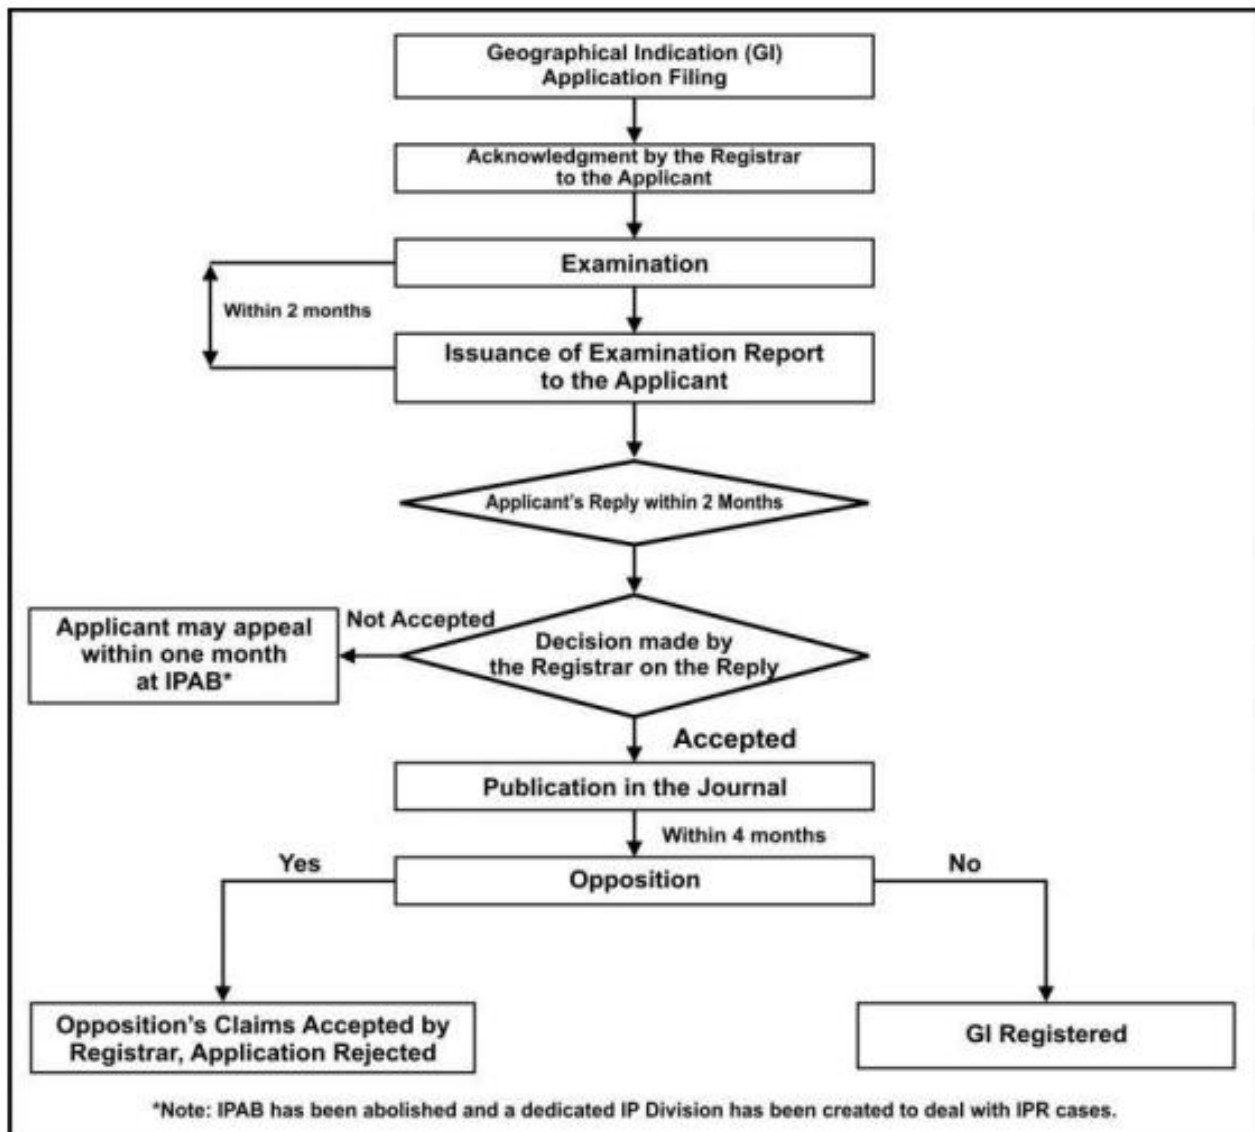 Geographical Indication (GI)
Application Filing
Acknowledgment by the Registrar
to the Applicant
Examination
Within 2 months
Issuance of Examination Report
to the Applicant
Applicant's Reply within 2 Months
Decision made by
the Registrar on the Reply
Not Accepted
Applicant may appeal
within one month
at IPAB*
Accepted
Publication in the Journal
Within 4 months
Opposition
Yes
No
Opposition's Claims Accepted by
Registrar, Application Rejected
GI Registered
*Note: IPAB has been abolished and a dedicated IP Division has been created to deal with IPR cases.